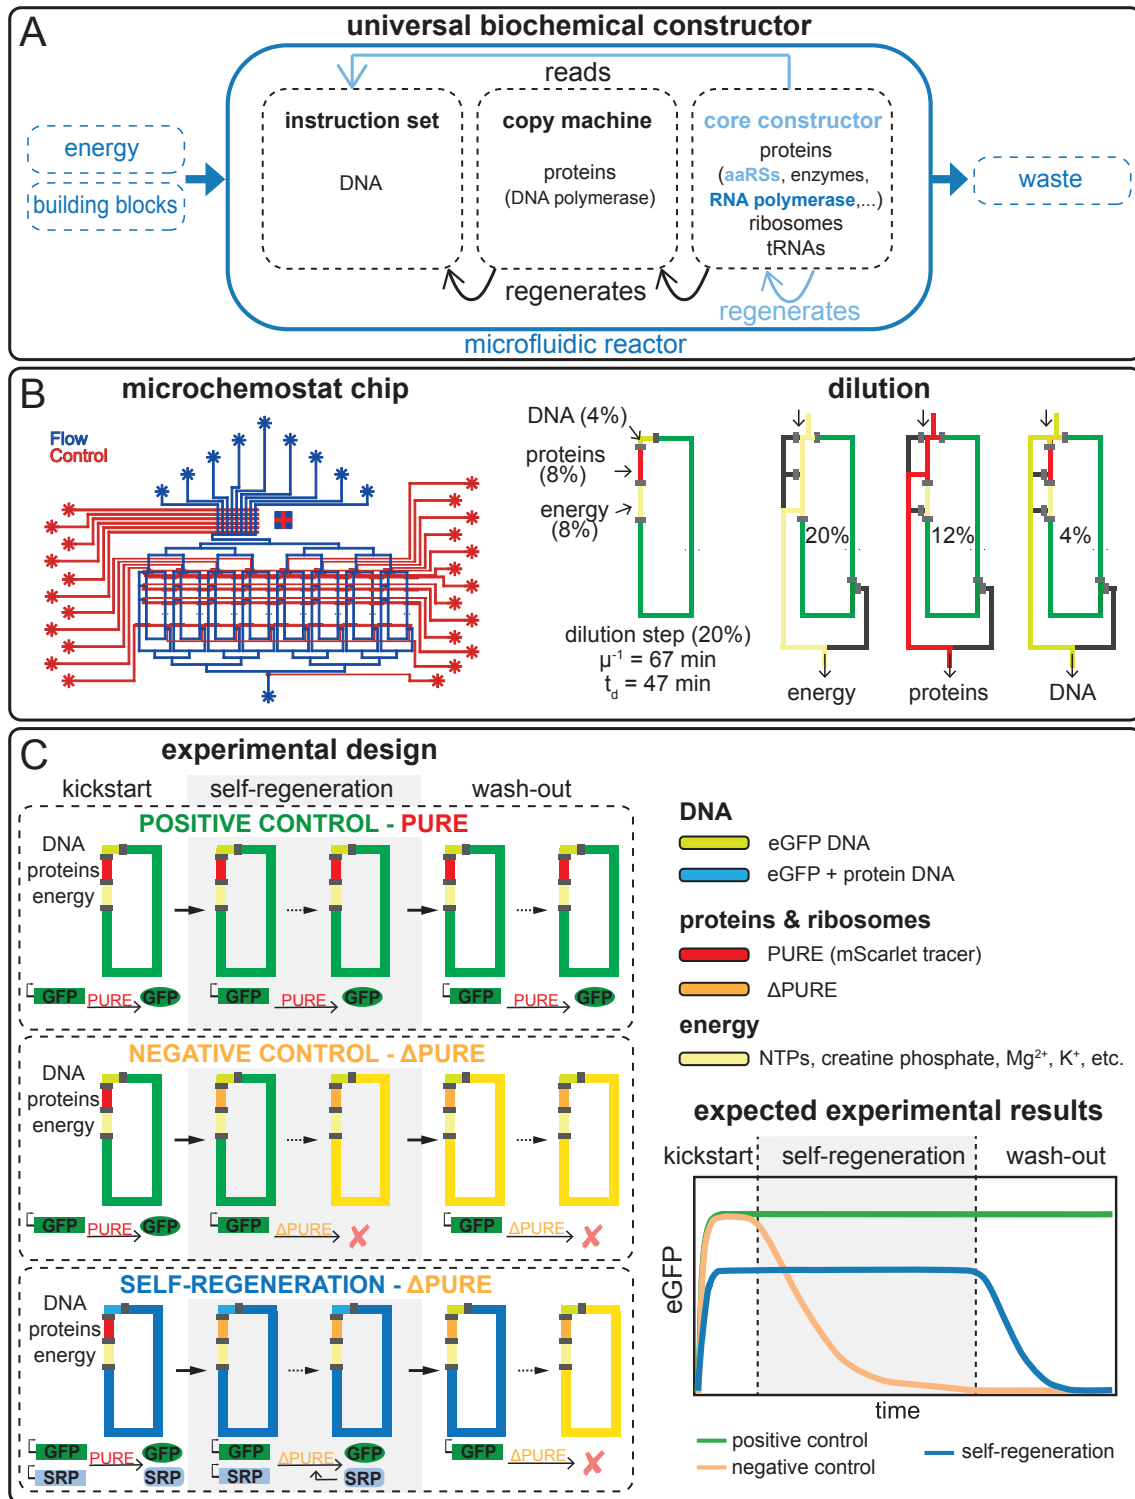 A
universal biochemical constructor
reads
instruction set
copy machine
core constructor
energy
building blocks
DNA
proteins
(DNA polymerase)
proteins
(aaRSs, enzymes,
RNA polymerase,...)
ribosomes
tRNAs
waste
regenerates
regenerates
microfluidic reactor
B
microchemostat chip
dilution
Flow
Control
DNA (4%)
proteins
(8%)
energy
(8%)
20%
12%
4%
dilution step (20%)
μ-1 = 67 min
td = 47 min
energy
proteins
DNA
C
experimental design
kickstart
self-regeneration
wash-out
POSITIVE CONTROL - PURE
DNA
proteins
energy
GFP PURE GFP
GFP PURE GFP
GFP PURE GFP
NEGATIVE CONTROL - ΔPURE
DNA
proteins
energy
GFP PURE GFP
GFP ΔPURE
GFP ΔPURE
SELF-REGENERATION - ΔPURE
DNA
proteins
energy
GFP PURE GFP
SRP SRP
GFP ΔPURE GFP
SRP SRP
GFP ΔPURE
DNA
eGFP DNA
eGFP + protein DNA
proteins & ribosomes
PURE (mScarlet tracer)
ΔPURE
energy
NTPs, creatine phosphate, Mg2+, K+, etc.
expected experimental results
kickstart
self-regeneration
wash-out
eGFP
time
positive control
negative control
self-regeneration